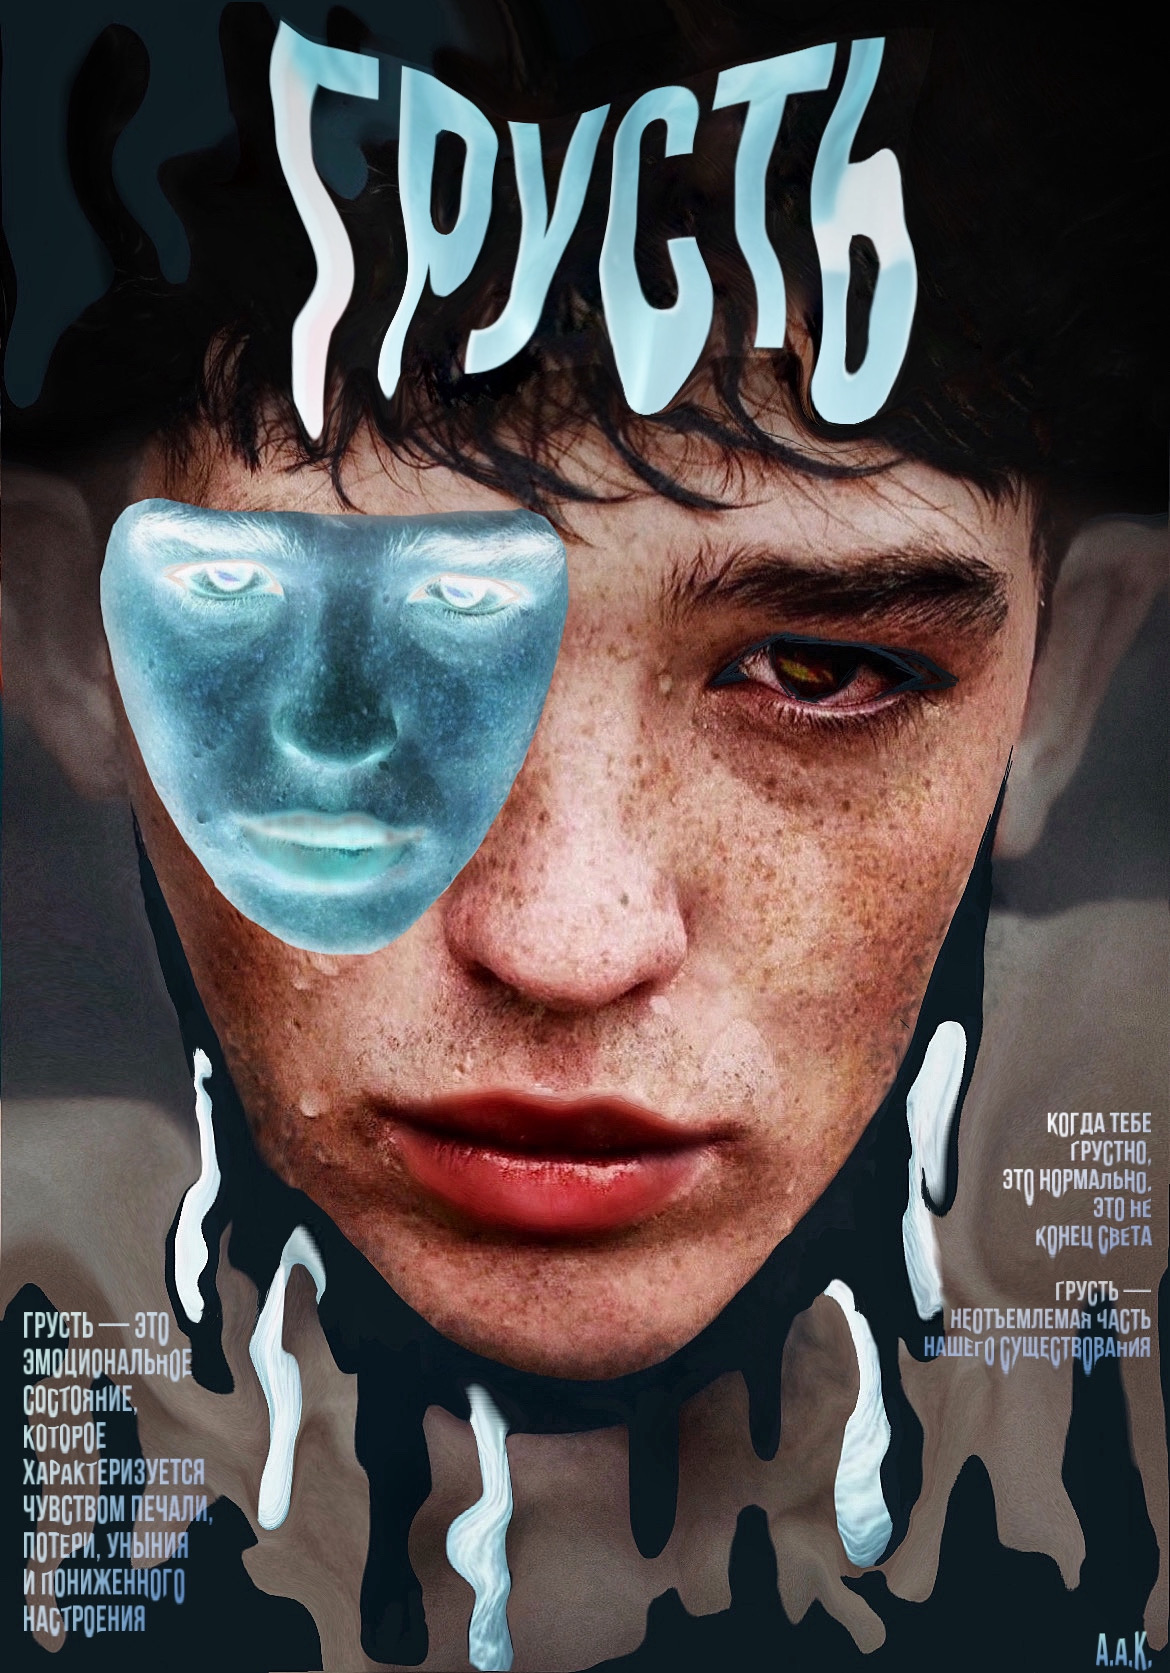 ГРУСТЬ
КОГДА ТЕБЕ
ГРУСТНО,
ЭТО НОРМАЛЬНО.
ЭТО НЕ
КОНЕЦ СВЕТА
ГРУСТЬ —
НЕОТЪЕМЛЕМАЯ ЧАСТЬ
НАШЕГО СУЩЕСТВОВАНИЯ
ГРУСТЬ — ЭТО
ЭМОЦИОНАЛЬНОЕ
СОСТОЯНИЕ,
КОТОРОЕ
ХАРАКТЕРИЗУЕТСЯ
ЧУВСТВОМ ПЕЧАЛИ,
ПОТЕРИ, УНЫНИЯ
И ПОНИЖЕННОГО
НАСТРОЕНИЯ
А.а.К.